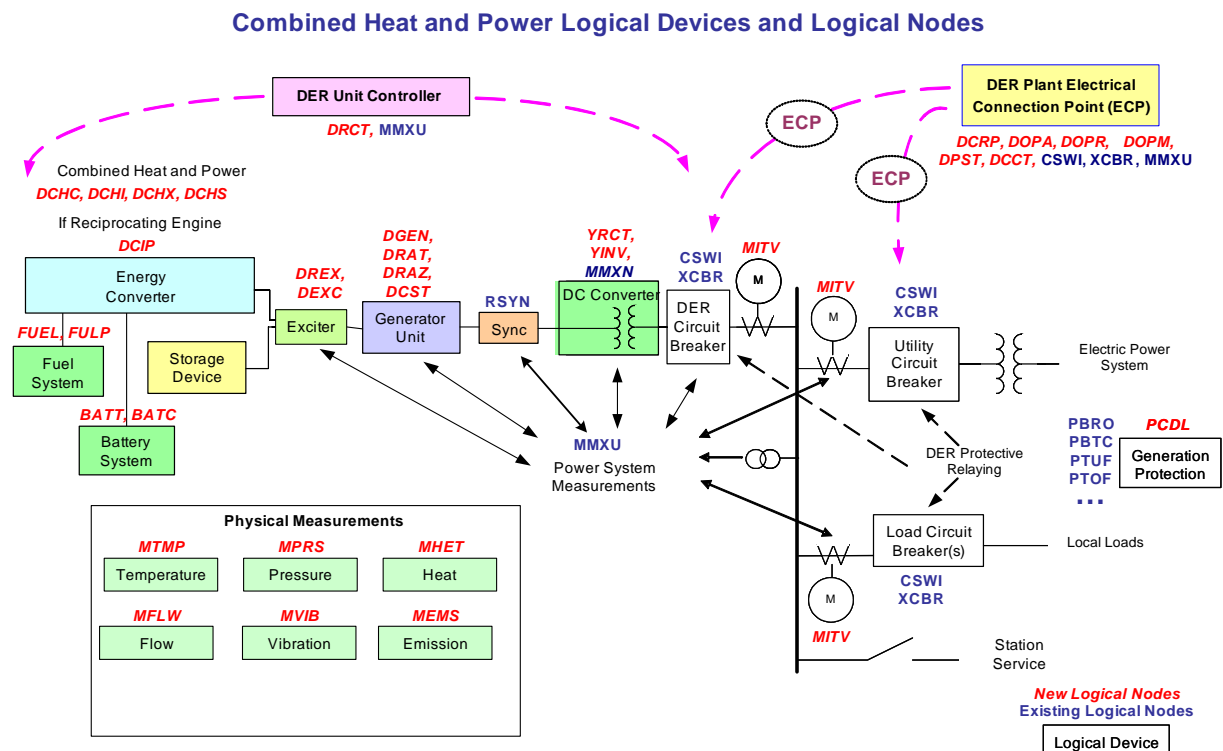 Combined Heat and Power Logical Devices and Logical Nodes
DER Unit Controller
DRCT, MMXU
DER Plant Electrical
Connection Point (ECP)
ECP
DCRP, DOPA, DOPR, DOPM,
DPST, DCCT, CSWI, XCBR, MMXU
ECP
Combined Heat and Power
DCHC, DCHI, DCHX, DCHS
If Reciprocating Engine
DCIP
Energy
Converter
FUEL, FULP
Fuel
System
Storage
Device
BATT, BATC
Battery
System
DREX,
DEXC
Exciter
DGEN,
DRAT,
DRAZ,
DCST
Generator
Unit
RSYN
Sync
YRCT,
YINV,
MMXN
DC Converter
CSWI
XCBR
DER
Circuit
Breaker
MITV
M
MITV
M
CSWI
XCBR
Utility
Circuit
Breaker
Electric Power
System
MMXU
Power System
Measurements
DER Protective
Relaying
PBRO
PBTC
PTUF
PTOF
...
PCDL
Generation
Protection
Load Circuit
Breaker(s)
CSWI
XCBR
Local Loads
M
MITV
Station
Service
Physical Measurements
MTMP
MPRS
MHET
Temperature
Pressure
Heat
MFLW
MVIB
MEMS
Flow
Vibration
Emission
New Logical Nodes
Existing Logical Nodes
Logical Device